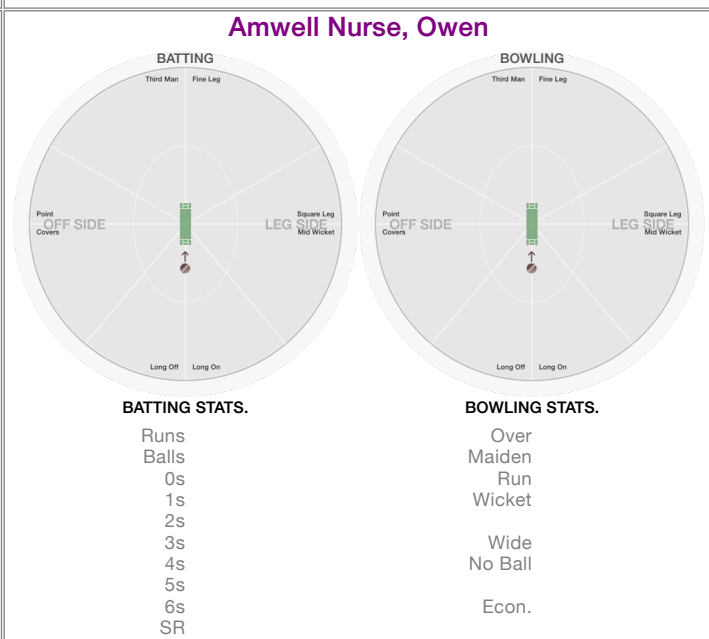 Amwell Nurse, Owen
BATTING
Third Man Fine Leg
Point
OFF SIDE
Covers
Square Leg
LEG SIDE
Mid Wicket
Long Off Long On
BOWLING
Third Man Fine Leg
Point
OFF SIDE
Covers
Square Leg
LEG SIDE
Mid Wicket
Long Off Long On
BATTING STATS.
Runs
Balls
0s
1s
2s
3s
4s
5s
6s
SR
BOWLING STATS.
Over
Maiden
Run
Wicket
Wide
No Ball
Econ.